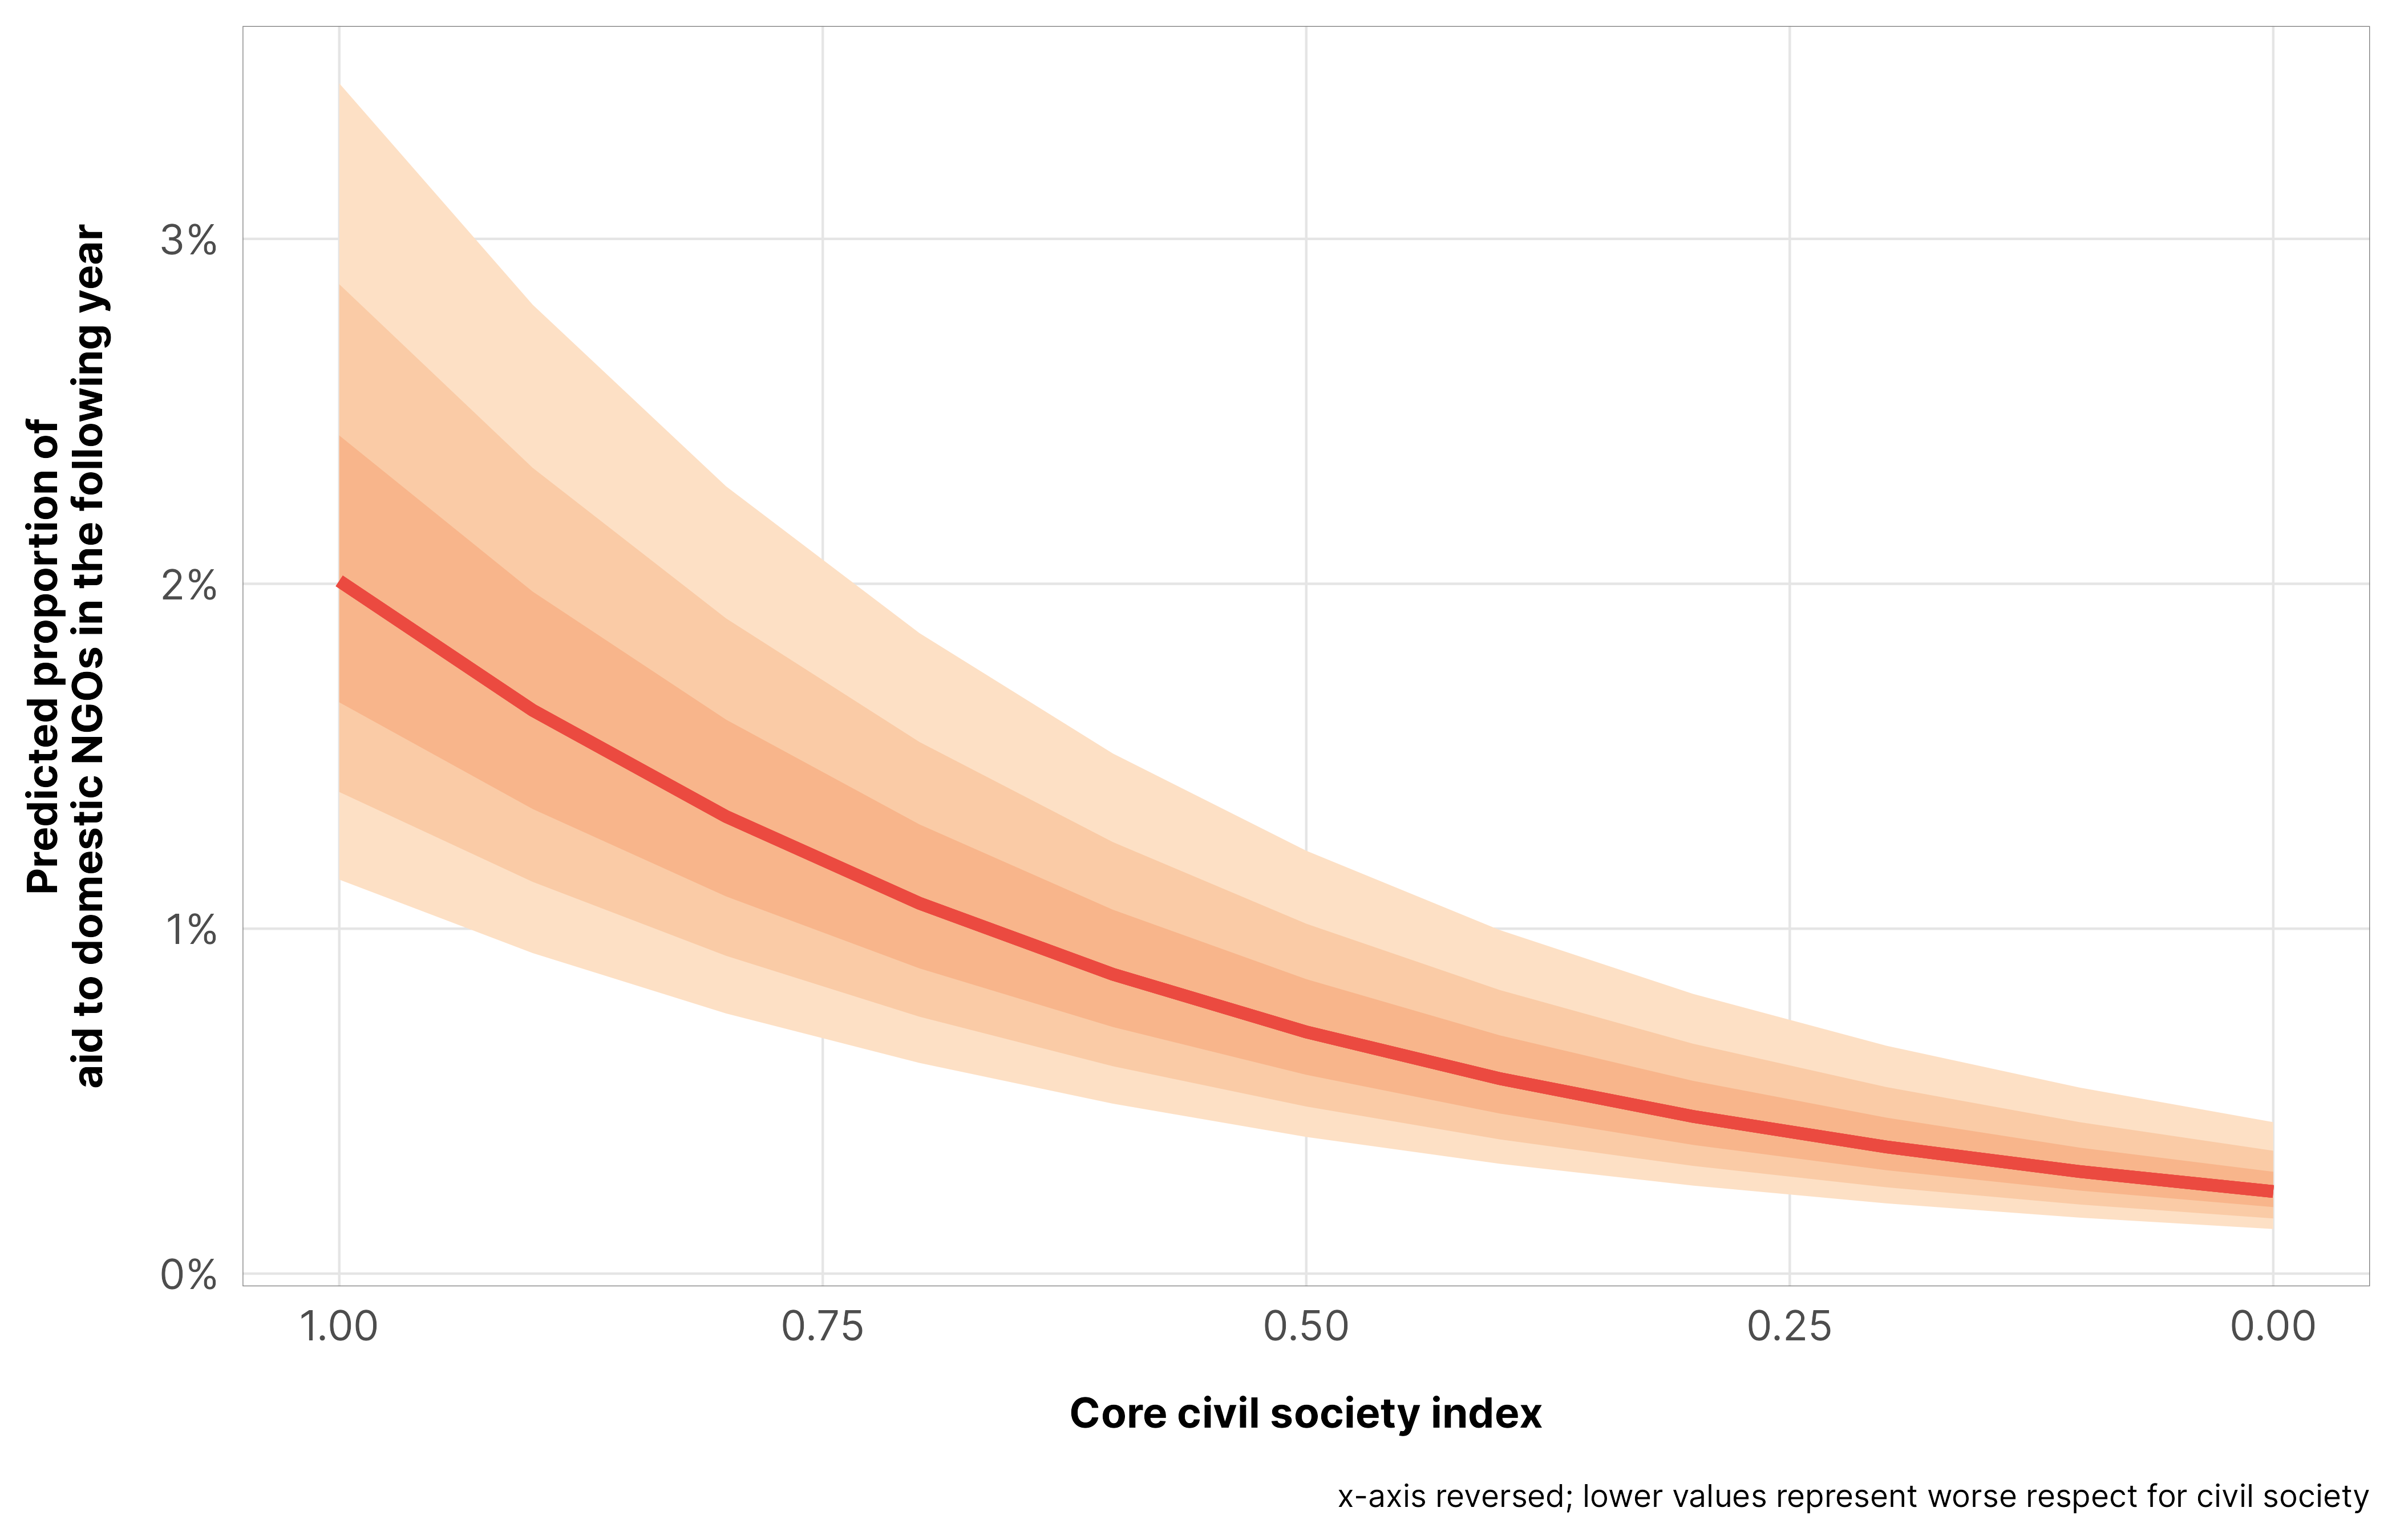 Predicted proportion of
aid to domestic NGOs in the following year
3%
2%
1%
0%
1.00 0.75 0.50 0.25 0.00
Core civil society index
x-axis reversed; lower values represent worse respect for civil society